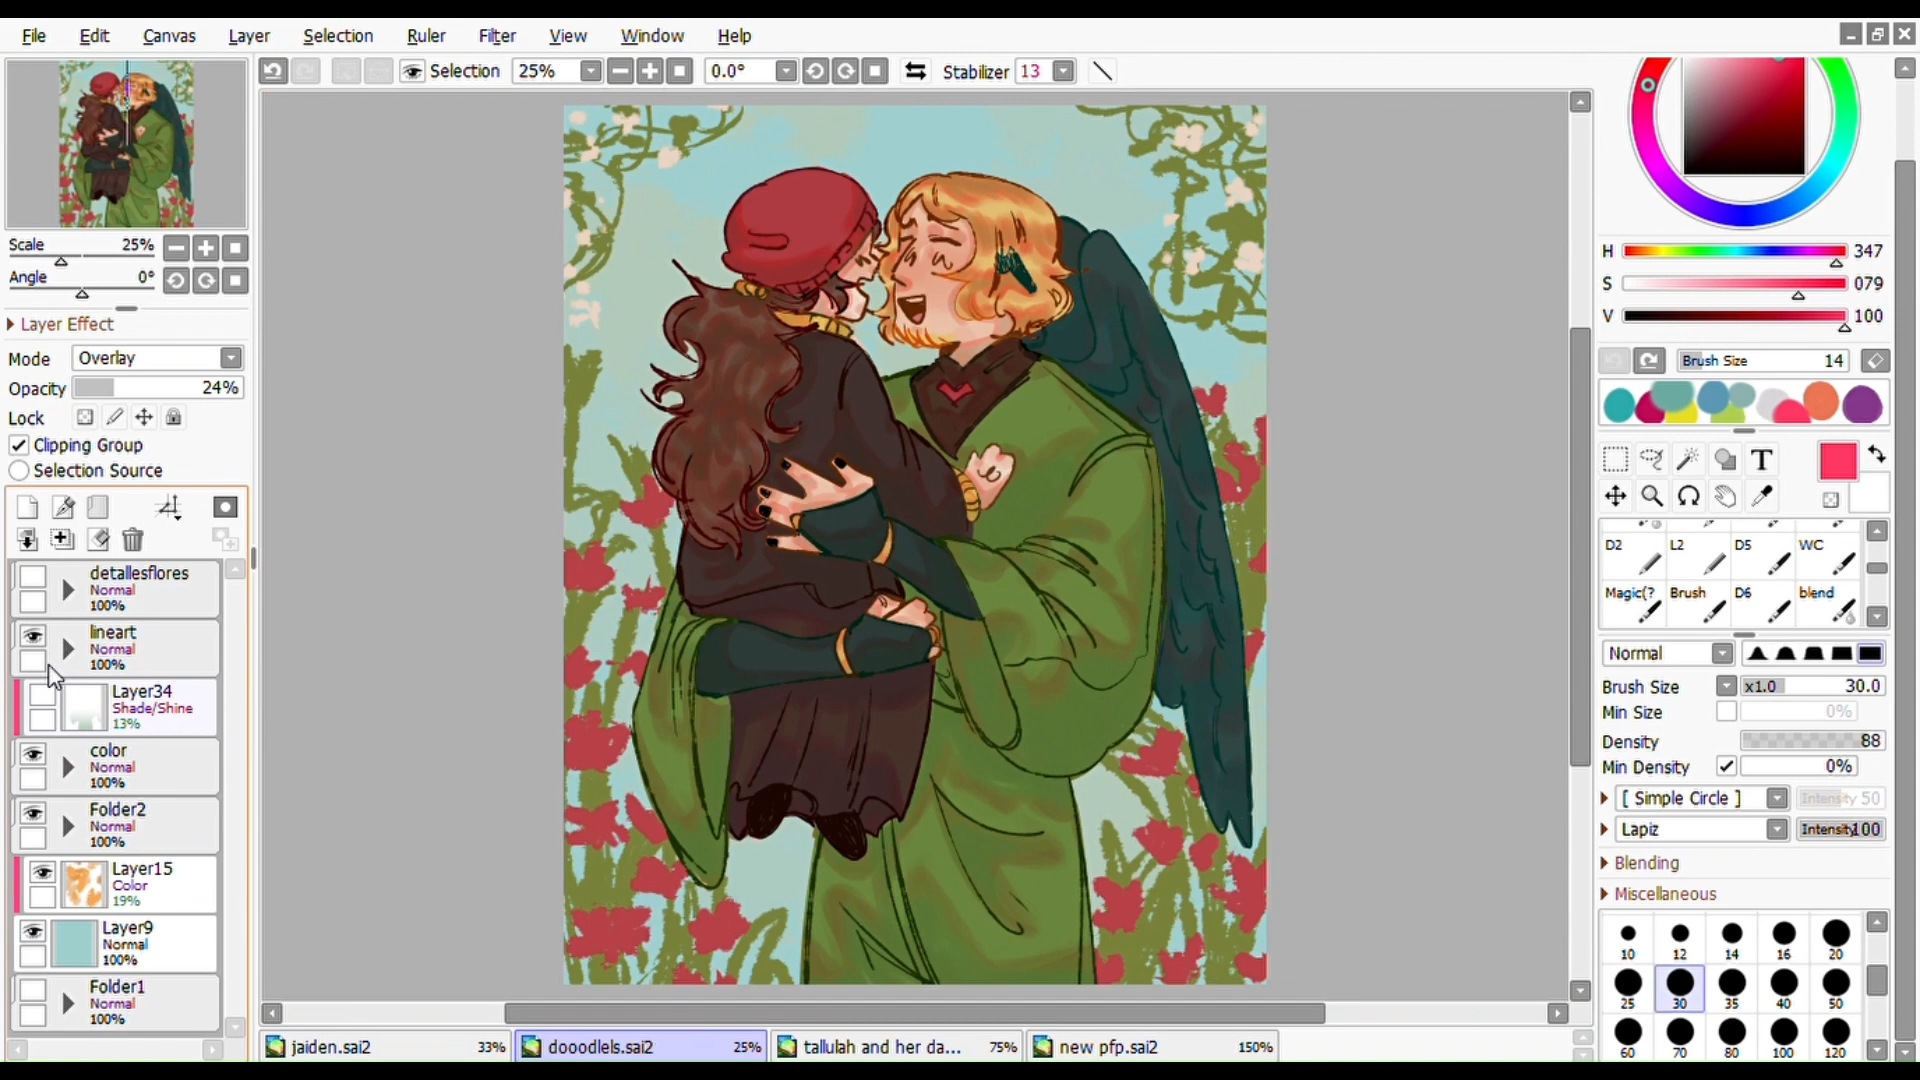 File Edit Canvas Layer Selection Ruler Filter View Window Help
Selection 25% 0.0° Stabilizer 13
Scale 25%
Angle 0°
Layer Effect
Mode Overlay
Opacity 24%
Lock
Clipping Group
Selection Source
detallesflores
Normal
100%
lineart
Normal
100%
Layer34
Shade/Shine
13%
color
Normal
100%
Folder2
Normal
100%
Layer15
Color
19%
Layer9
Normal
100%
Folder1
Normal
100%
jaiden.sai2 33%
dooodlels.sai2 25%
tallulah and her da... 75%
new pfp.sai2 150%
H 347
S 079
V 100
Brush Size 14
T
D2 L2 D5 WC
Magic(? Brush D6 blend
Normal
Brush Size x1.0 30.0
Min Size 0%
Density 88
Min Density 0%
[ Simple Circle ] Intensity 50
Lapiz Intensity 100
Blending
Miscellaneous
10 12 14 16 20
25 30 35 40 50
60 70 80 100 120